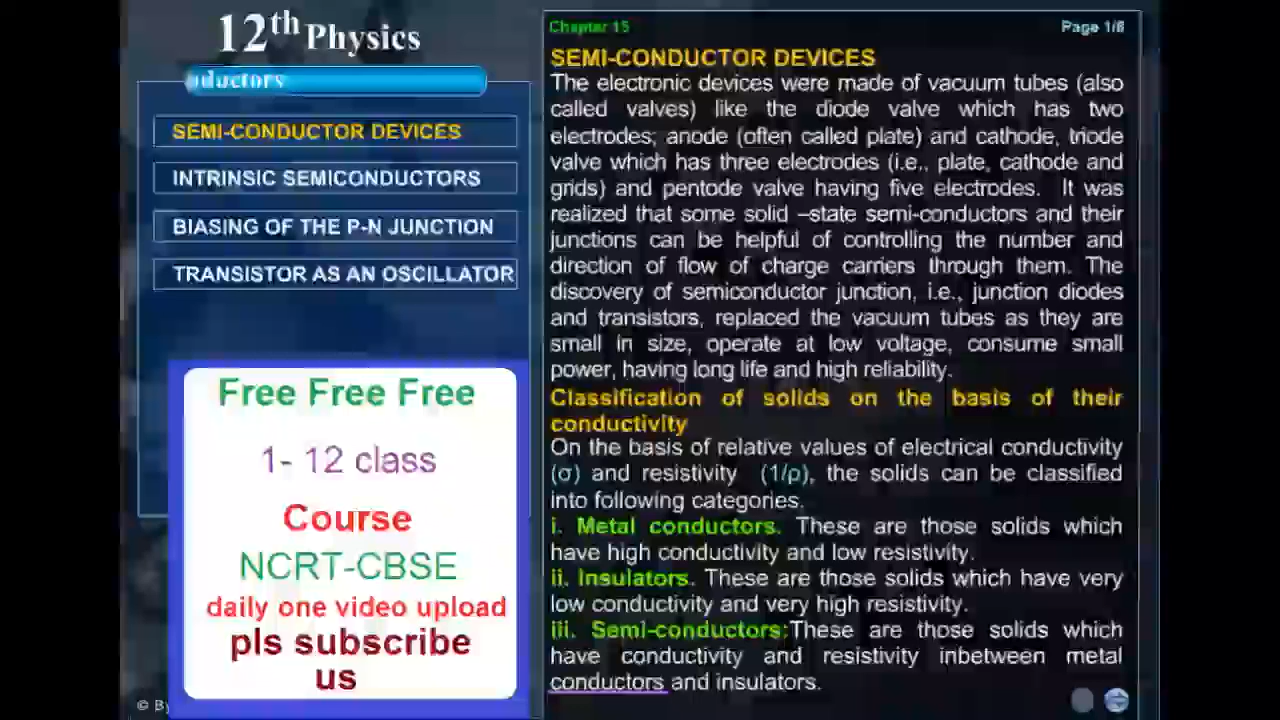 12th Physics
ductors
SEMI-CONDUCTOR DEVICES
INTRINSIC SEMICONDUCTORS
BIASING OF THE P-N JUNCTION
TRANSISTOR AS AN OSCILLATOR
Free Free Free
1- 12 class
Course
NCRT-CBSE
daily one video upload
pls subscribe
us
© By
Chapter 15 Page 1/6
SEMI-CONDUCTOR DEVICES
The electronic devices were made of vacuum tubes (also
called valves) like the diode valve which has two
electrodes; anode (often called plate) and cathode, triode
valve which has three electrodes (i.e., plate, cathode and
grids) and pentode valve having five electrodes. It was
realized that some solid –state semi-conductors and their
junctions can be helpful of controlling the number and
direction of flow of charge carriers through them. The
discovery of semiconductor junction, i.e., junction diodes
and transistors, replaced the vacuum tubes as they are
small in size, operate at low voltage, consume small
power, having long life and high reliability.
Classification of solids on the basis of their
conductivity
On the basis of relative values of electrical conductivity
(σ) and resistivity (1/ρ), the solids can be classified
into following categories.
i. Metal conductors. These are those solids which
have high conductivity and low resistivity.
ii. Insulators. These are those solids which have very
low conductivity and very high resistivity.
iii. Semi-conductors:These are those solids which
have conductivity and resistivity inbetween metal
conductors and insulators.